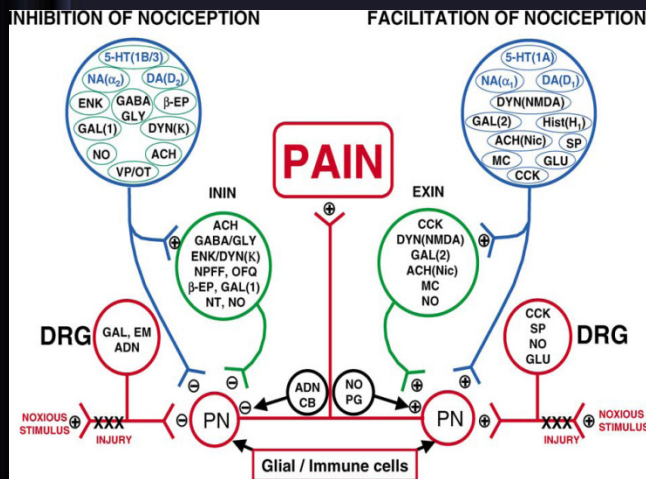 INHIBITION OF NOCICEPTION
FACILITATION OF NOCICEPTION
5-HT(1B/3)
NA(α₂)
DA(D₂)
ENK
GABA
GLY
β-EP
GAL(1)
DYN(K)
NO
ACH
VP/OT
5-HT(1A)
NA(α₁)
DA(D₁)
DYN(NMDA)
GAL(2)
Hist(H₁)
ACH(Nic)
SP
MC
GLU
CCK
PAIN
ININ
ACH
GABA/GLY
ENK/DYN(K)
NPFF, OFQ
β-EP, GAL(1)
NT, NO
EXIN
CCK
DYN(NMDA)
GAL(2)
ACH(Nic)
MC
NO
DRG
GAL, EM
ADN
CCK
SP
NO
GLU
DRG
ADN
CB
NO
PG
NOXIOUS
STIMULUS
XXX
INJURY
PN
PN
XXX
INJURY
NOXIOUS
STIMULUS
Glial / Immune cells